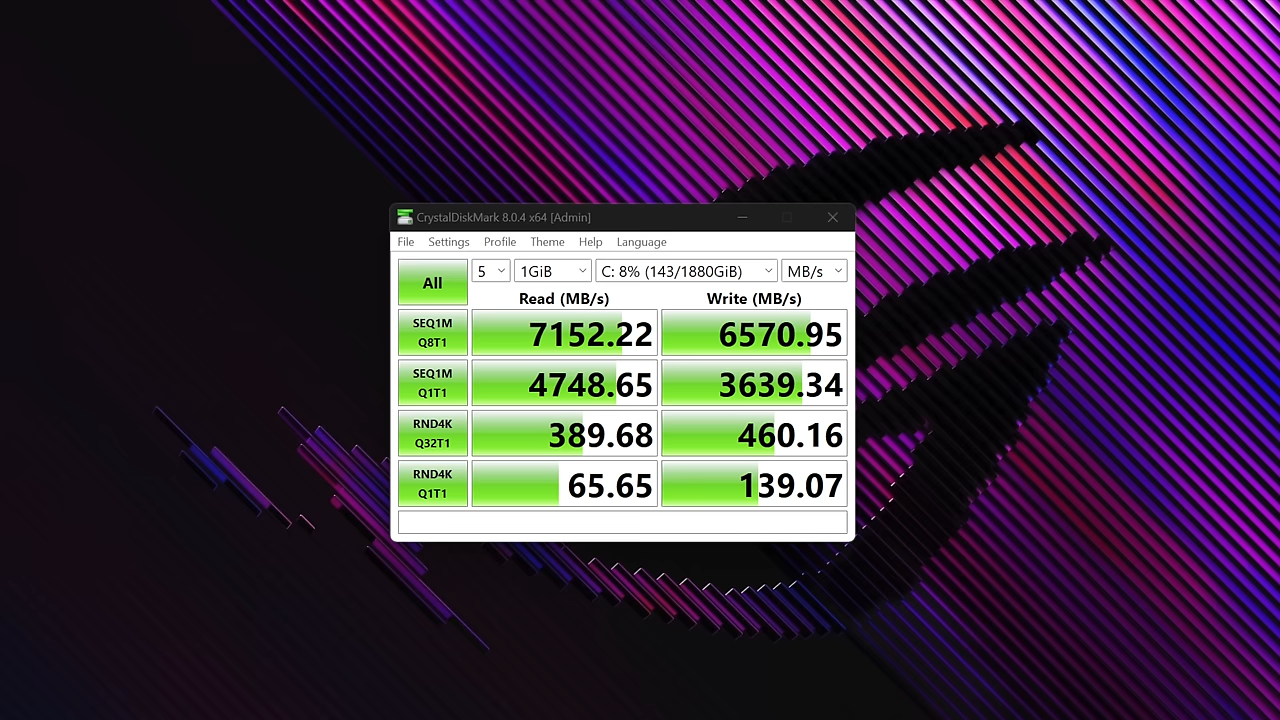 CrystalDiskMark 8.0.4 x64 [Admin]
File Settings Profile Theme Help Language
All 5 1GiB C: 8% (143/1880GiB) MB/s
Read (MB/s) Write (MB/s)
SEQ1M
Q8T1
7152.22 6570.95
SEQ1M
Q1T1
4748.65 3639.34
RND4K
Q32T1
389.68 460.16
RND4K
Q1T1
65.65 139.07